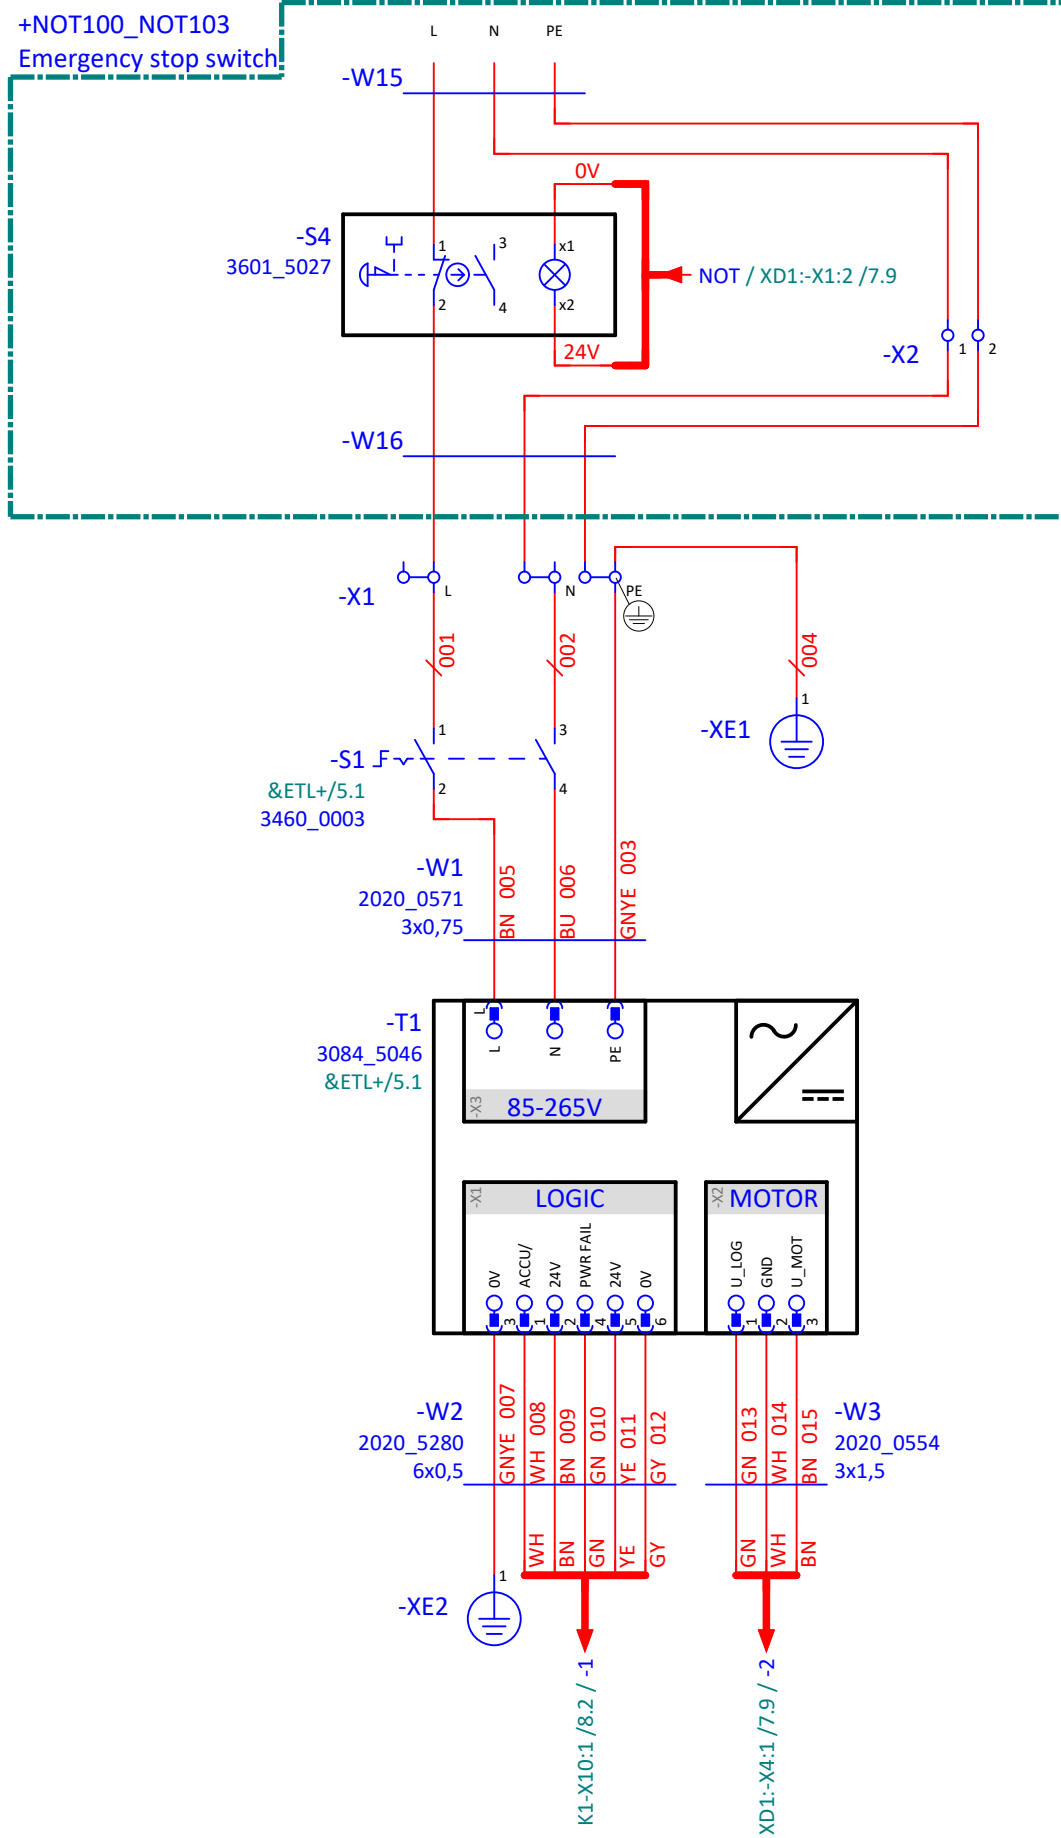 +NOT100_NOT103
Emergency stop switch
L N PE
-W15
0V
-S4
3601_5027
1 3 x1
2 4 x2
NOT / XD1:-X1:2 /7.9
24V
-X2
1 2
-W16
-X1
L N PE
001 002 004
-XE1
1
-S1
&ETL+/5.1
3460_0003
1 3
2 4
-W1
2020_0571
3x0,75
BN 005
BU 006
GNYE 003
-T1
3084_5046
&ETL+/5.1
L
L N PE
-X3
85-265V
-X1
LOGIC
-X2
MOTOR
0V
ACCU/
24V
PWR FAIL
24V
0V
U_LOG
GND
U_MOT
3 1 2 4 5 6
1 2 3
-W2
2020_5280
6x0,5
GNYE 007
WH 008
BN 009
GN 010
YE 011
GY 012
GN 013
WH 014
BN 015
-W3
2020_0554
3x1,5
WH
BN
GN
YE
GY
GN
WH
BN
-XE2
1
K1-X10:1 /8.2 / -1
XD1:-X4:1 /7.9 / -2